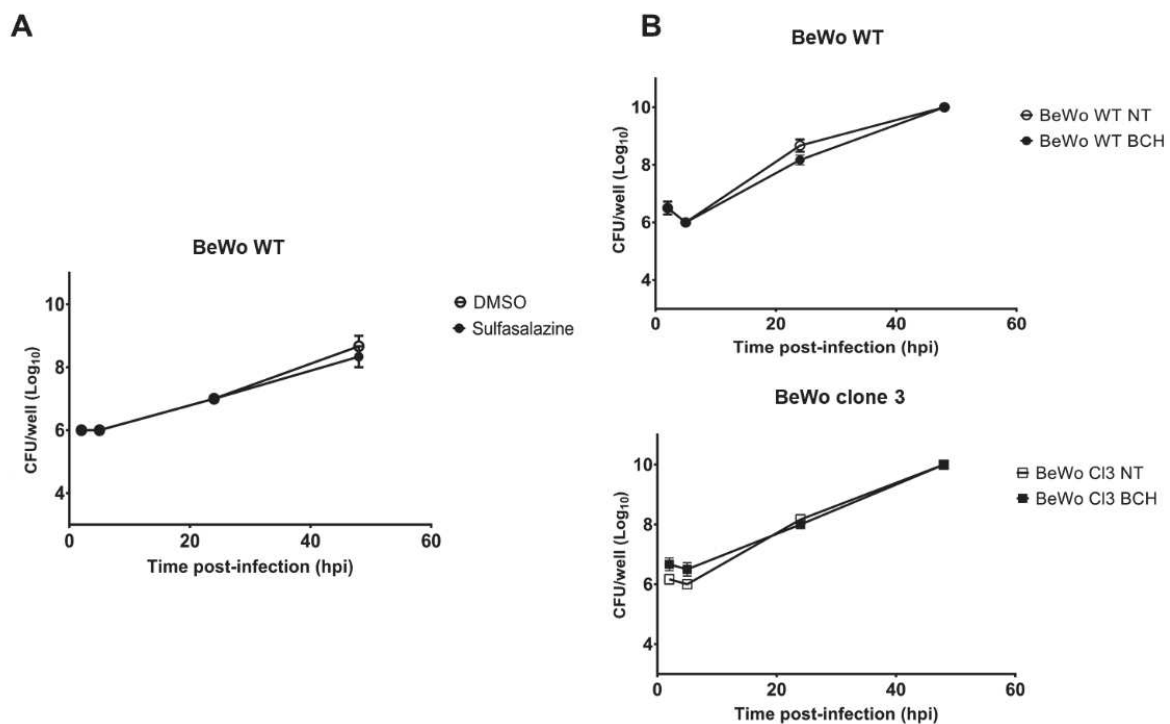 A
BeWo WT
10
8
6
4
0
20
40
60
CFU/well (Log10)
Time post-infection (hpi)
DMSO
Sulfasalazine
B
BeWo WT
10
8
6
4
0
20
40
60
CFU/well (Log10)
Time post-infection (hpi)
BeWo WT NT
BeWo WT BCH
BeWo clone 3
10
8
6
4
0
20
40
60
CFU/well (Log10)
Time post-infection (hpi)
BeWo Cl3 NT
BeWo Cl3 BCH